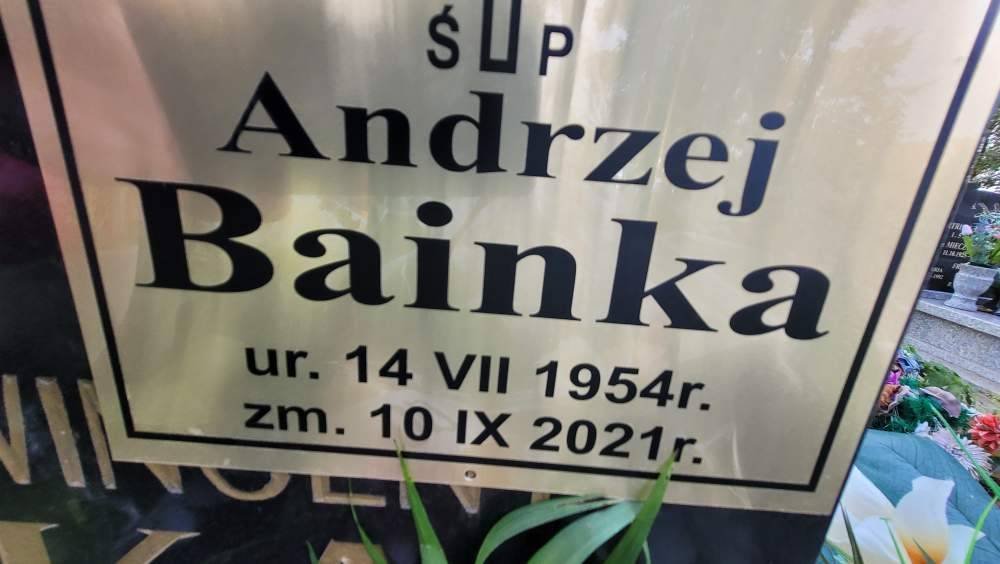 Ś P
Andrzej
Bainka
ur. 14 VII 1954r.
zm. 10 IX 2021r.